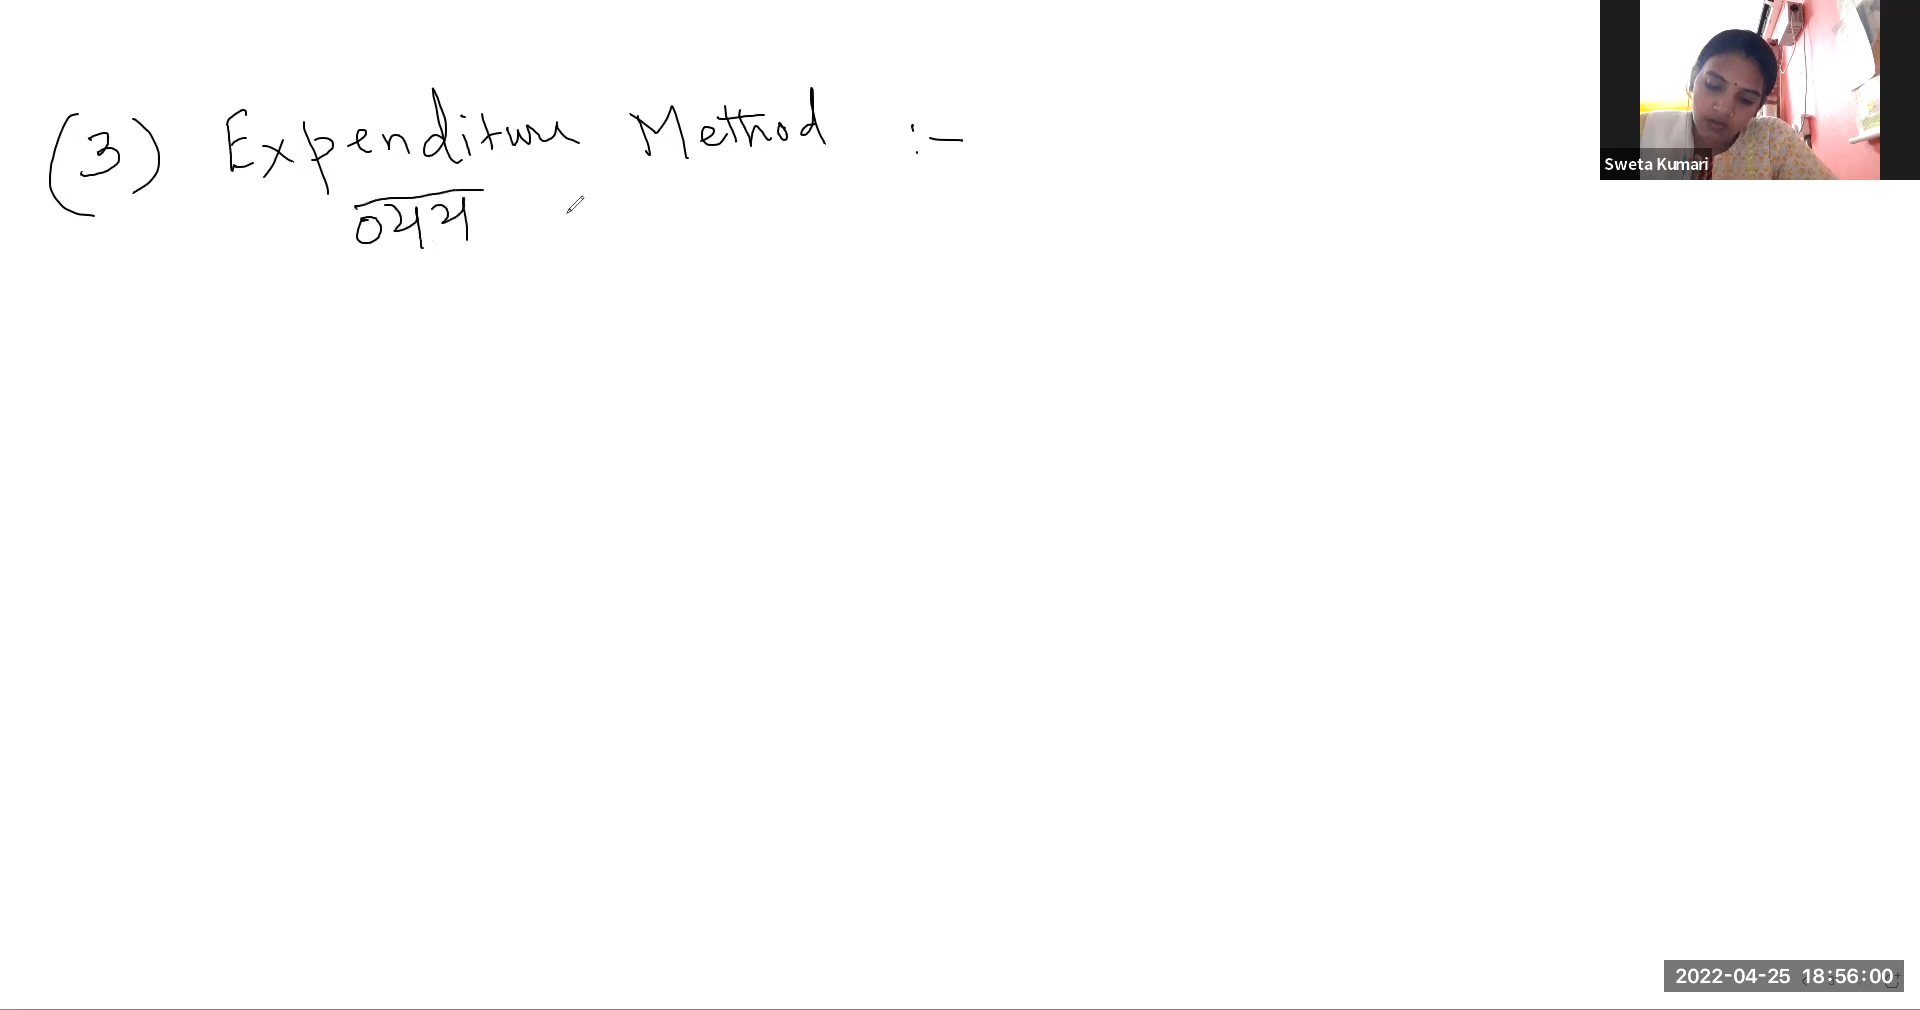 (3) Expenditure Method :-
व्यय
Sweta Kumari
2022-04-25 18:56:00